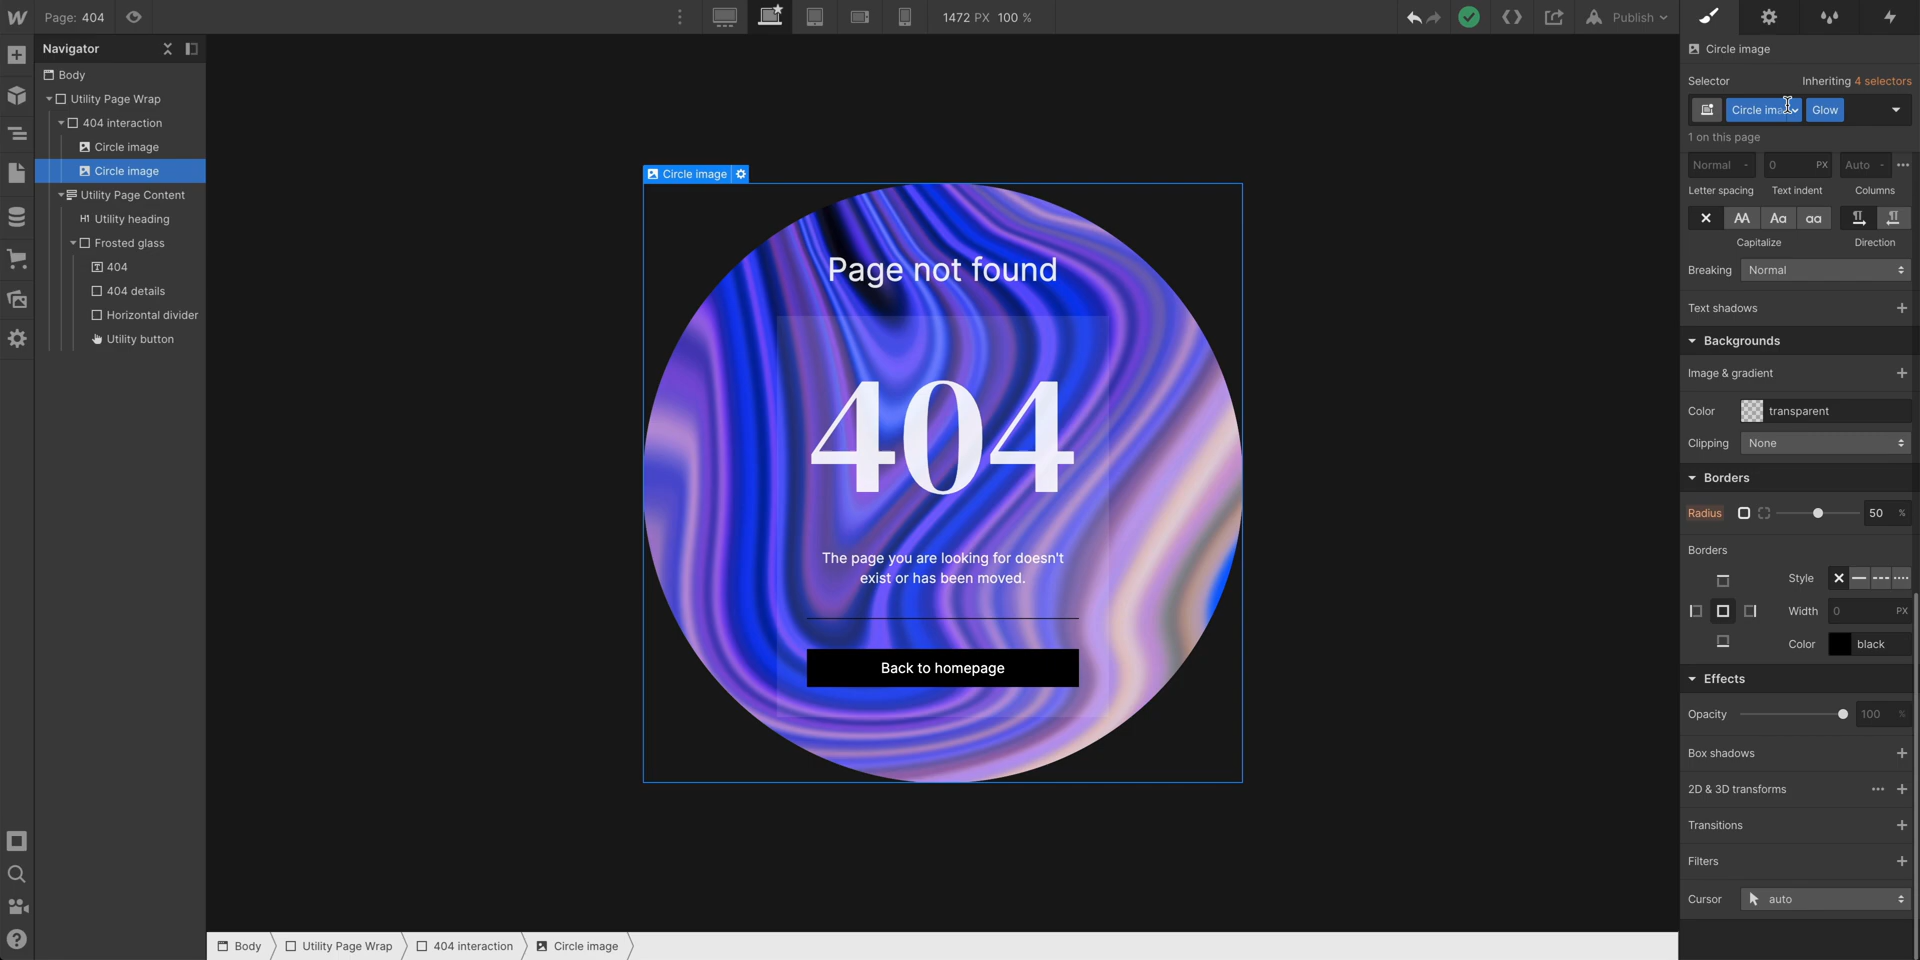 Page: 404
1472 PX 100 %
Publish
Navigator
Body
Utility Page Wrap
404 interaction
Circle image
Circle image
Utility Page Content
H1 Utility heading
Frosted glass
404
404 details
Horizontal divider
Utility button
Circle image
Page not found
404
The page you are looking for doesn't
exist or has been moved.
Back to homepage
Body
Utility Page Wrap
404 interaction
Circle image
Circle image
Selector
Inheriting 4 selectors
Glow
1 on this page
Normal
-
0
PX
Auto
-
Letter spacing
Text indent
Columns
AA
Aa
aa
Capitalize
Direction
Breaking
Normal
Text shadows
Backgrounds
Image & gradient
Color
transparent
Clipping
None
Borders
Radius
50
%
Borders
Style
Width
0
PX
Color
black
Effects
Opacity
100
%
Box shadows
2D & 3D transforms
Transitions
Filters
Cursor
auto